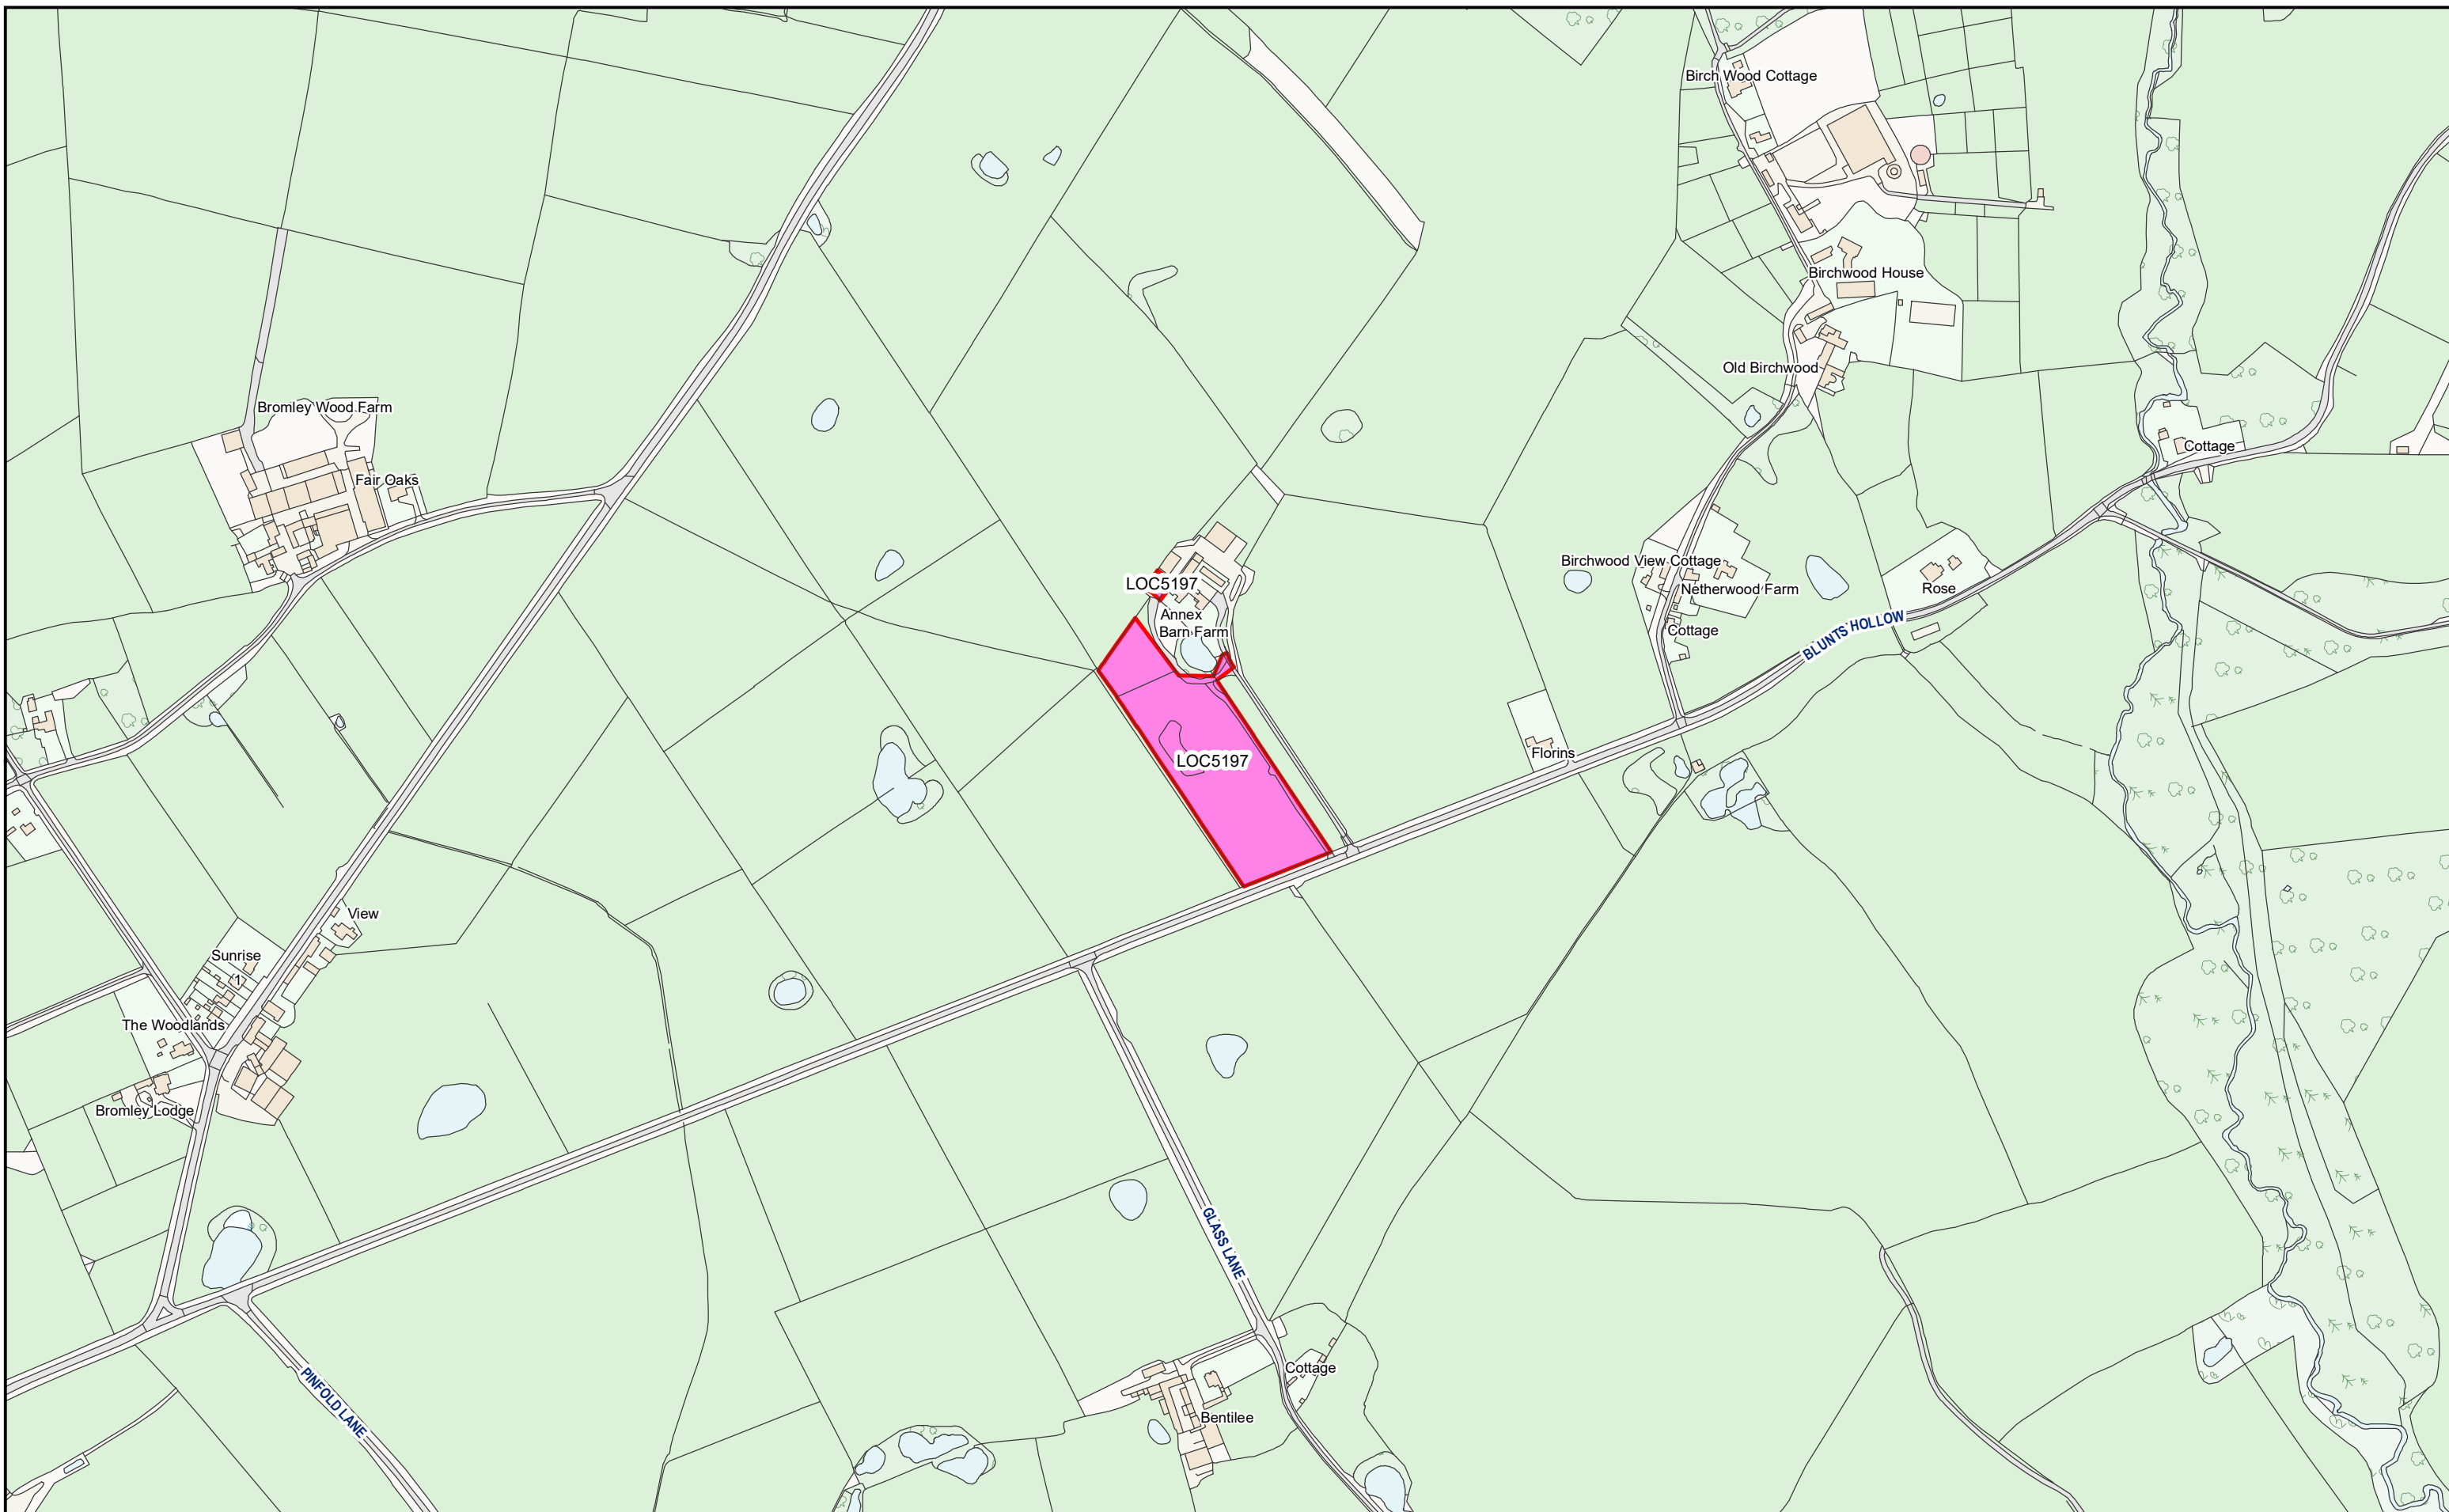 Birch Wood Cottage
Birchwood House
Old Birchwood
Bromley Wood Farm
Cottage
Fair Oaks
Birchwood View Cottage
LOC5197
Netherwood Farm
Rose
Annex
Barn Farm
Cottage
BLUNTS HOLLOW
Florins
LOC5197
View
Sunrise
1
The Woodlands
Bromley Lodge
GLASS LANE
Cottage
PINFOLD LANE
Bentilee